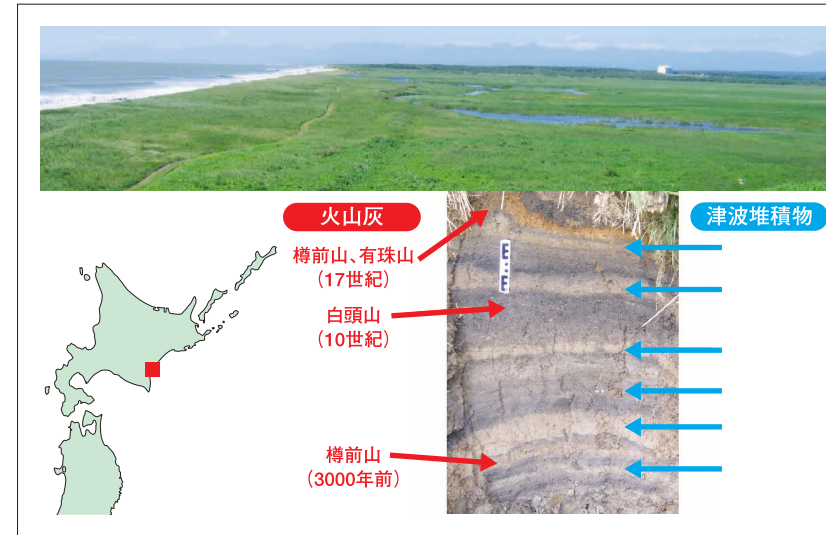 火山灰
津波堆積物
樽前山、有珠山
(17世紀)
白頭山
(10世紀)
樽前山
(3000年前)